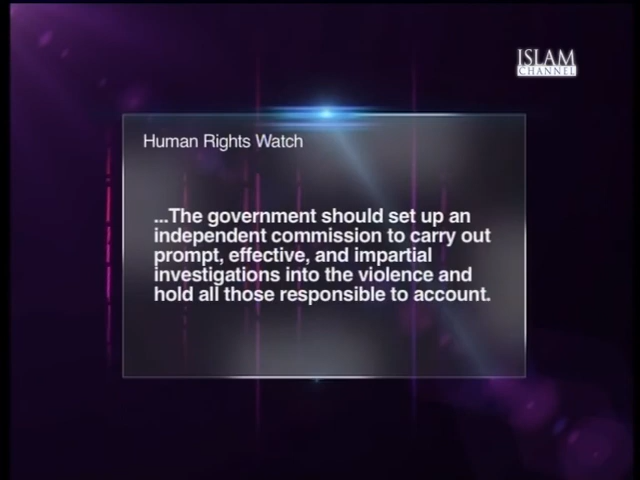 ISLAM
CHANNEL
Human Rights Watch
...The government should set up an
independent commission to carry out
prompt, effective, and impartial
investigations into the violence and
hold all those responsible to account.